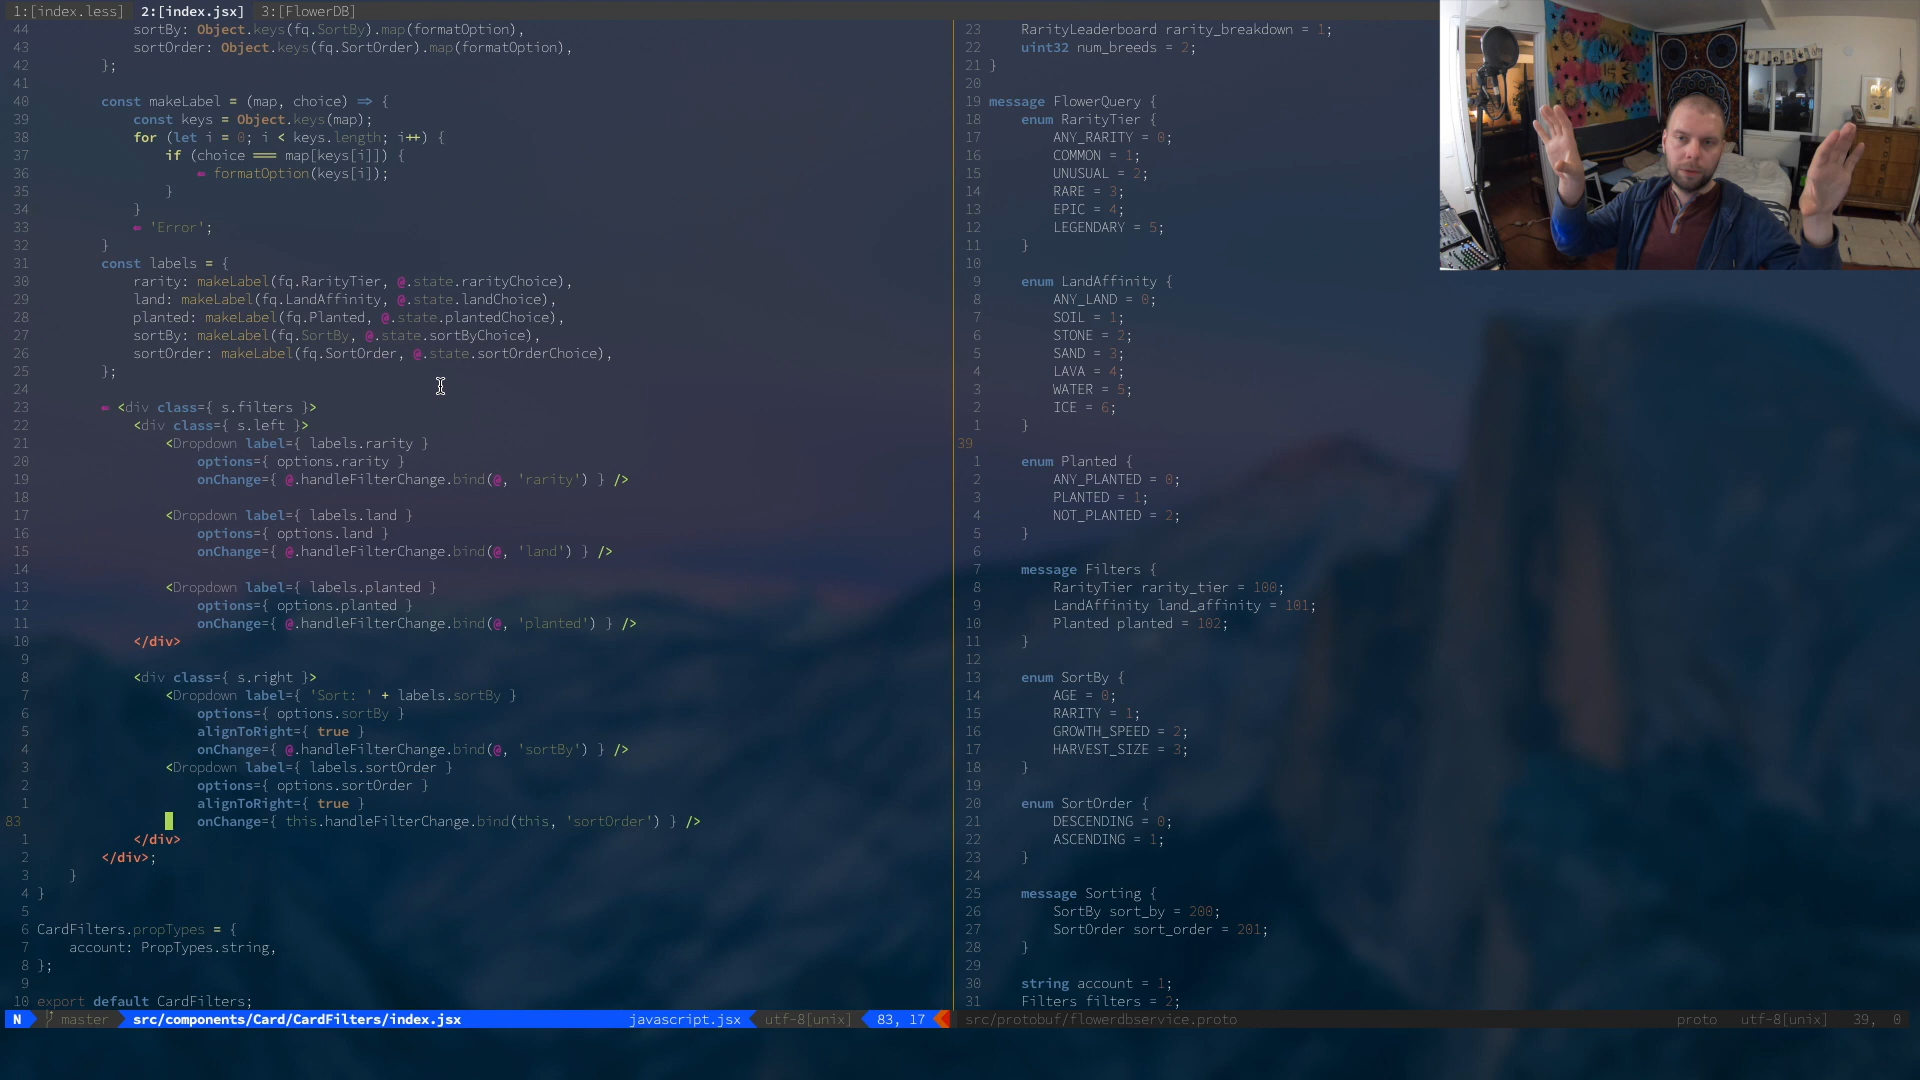 1:[index.less] 2:[index.jsx] 3:[FlowerDB]
44 sortBy: Object.keys(fq.SortBy).map(formatOption),
43 sortOrder: Object.keys(fq.SortOrder).map(formatOption),
42 };
41
40 const makeLabel = (map, choice) ⇒ {
39 const keys = Object.keys(map);
38 for (let i = 0; i < keys.length; i++) {
37 if (choice === map[keys[i]]) {
36 ⬅ formatOption(keys[i]);
35 }
34 }
33 ⬅ 'Error';
32 }
31 const labels = {
30 rarity: makeLabel(fq.RarityTier, @.state.rarityChoice),
29 land: makeLabel(fq.LandAffinity, @.state.landChoice),
28 planted: makeLabel(fq.Planted, @.state.plantedChoice),
27 sortBy: makeLabel(fq.SortBy, @.state.sortByChoice),
26 sortOrder: makeLabel(fq.SortOrder, @.state.sortOrderChoice),
25 };
24
23 ⬅ <div class={ s.filters }>
22 <div class={ s.left }>
21 <Dropdown label={ labels.rarity }
20 options={ options.rarity }
19 onChange={ @.handleFilterChange.bind(@, 'rarity') } />
18
17 <Dropdown label={ labels.land }
16 options={ options.land }
15 onChange={ @.handleFilterChange.bind(@, 'land') } />
14
13 <Dropdown label={ labels.planted }
12 options={ options.planted }
11 onChange={ @.handleFilterChange.bind(@, 'planted') } />
10 </div>
9
8 <div class={ s.right }>
7 <Dropdown label={ 'Sort: ' + labels.sortBy }
6 options={ options.sortBy }
5 alignToRight={ true }
4 onChange={ @.handleFilterChange.bind(@, 'sortBy') } />
3 <Dropdown label={ labels.sortOrder }
2 options={ options.sortOrder }
1 alignToRight={ true }
83 onChange={ this.handleFilterChange.bind(this, 'sortOrder') } />
1 </div>
2 </div>;
3 }
4 }
5
6 CardFilters.propTypes = {
7 account: PropTypes.string,
8 };
9
10 export default CardFilters;
N master src/components/Card/CardFilters/index.jsx javascript.jsx utf-8[unix] 83, 17
23 RarityLeaderboard rarity_breakdown = 1;
22 uint32 num_breeds = 2;
21 }
20
19 message FlowerQuery {
18 enum RarityTier {
17 ANY_RARITY = 0;
16 COMMON = 1;
15 UNUSUAL = 2;
14 RARE = 3;
13 EPIC = 4;
12 LEGENDARY = 5;
11 }
10
9 enum LandAffinity {
8 ANY_LAND = 0;
7 SOIL = 1;
6 STONE = 2;
5 SAND = 3;
4 LAVA = 4;
3 WATER = 5;
2 ICE = 6;
1 }
39
1 enum Planted {
2 ANY_PLANTED = 0;
3 PLANTED = 1;
4 NOT_PLANTED = 2;
5 }
6
7 message Filters {
8 RarityTier rarity_tier = 100;
9 LandAffinity land_affinity = 101;
10 Planted planted = 102;
11 }
12
13 enum SortBy {
14 AGE = 0;
15 RARITY = 1;
16 GROWTH_SPEED = 2;
17 HARVEST_SIZE = 3;
18 }
19
20 enum SortOrder {
21 DESCENDING = 0;
22 ASCENDING = 1;
23 }
24
25 message Sorting {
26 SortBy sort_by = 200;
27 SortOrder sort_order = 201;
28 }
29
30 string account = 1;
31 Filters filters = 2;
src/protobuf/flowerdbservice.proto proto utf-8[unix] 39, 0